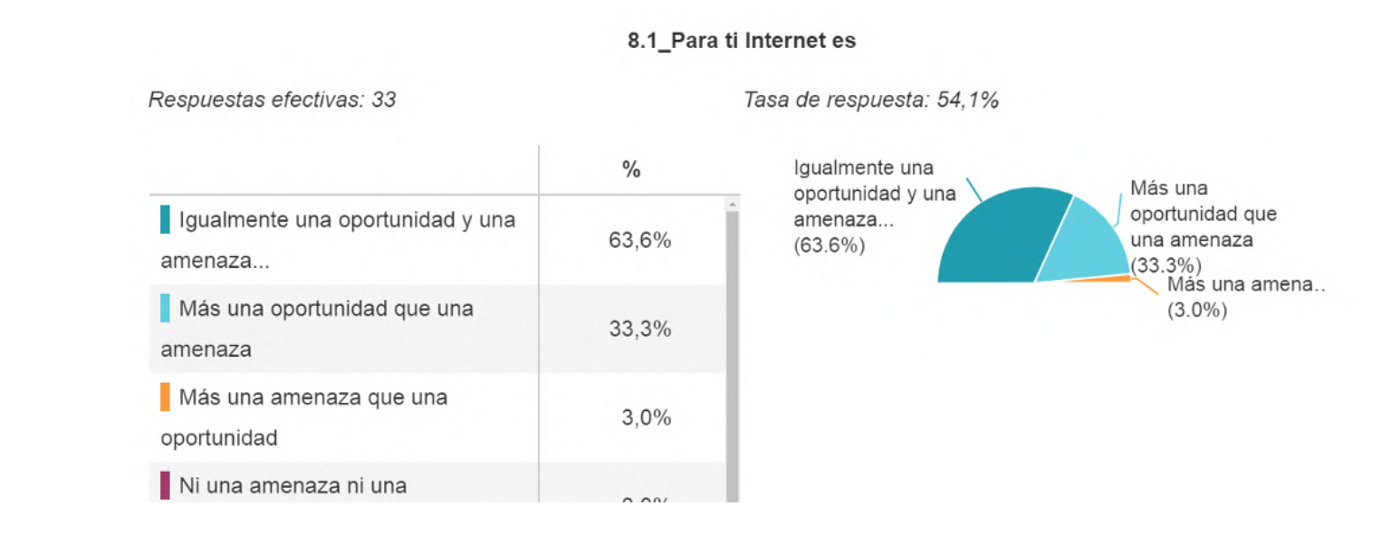 8.1_Para ti Internet es
Respuestas efectivas: 33
Tasa de respuesta: 54,1%
%
Igualmente una oportunidad y una
amenaza...
63,6%
Más una oportunidad que una
amenaza
33,3%
Más una amenaza que una
oportunidad
3,0%
Ni una amenaza ni una
Igualmente una
oportunidad y una
amenaza...
(63.6%)
Más una
oportunidad que
una amenaza
(33.3%)
Más una amena..
(3.0%)